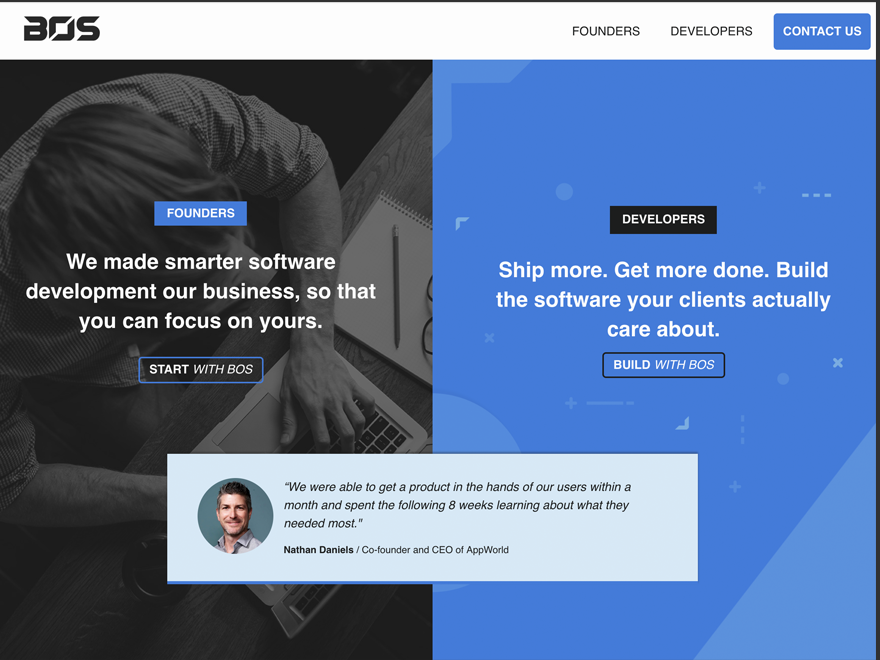 BOS
FOUNDERS
DEVELOPERS
CONTACT US
FOUNDERS
We made smarter software
development our business, so that
you can focus on yours.
START WITH BOS
DEVELOPERS
Ship more. Get more done. Build
the software your clients actually
care about.
BUILD WITH BOS
“We were able to get a product in the hands of our users within a
month and spent the following 8 weeks learning about what they
needed most.”
Nathan Daniels / Co-founder and CEO of AppWorld